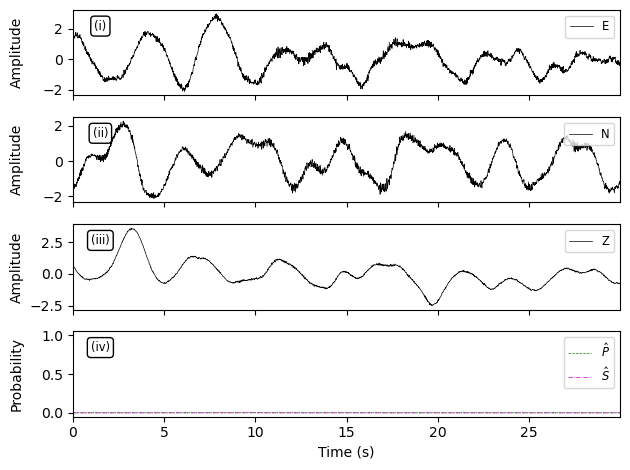 (i)
E
Amplitude
2
0
−2
(ii)
N
Amplitude
2
0
−2
(iii)
Z
Amplitude
2.5
0.0
−2.5
(iv)
P̂
Ŝ
Probability
1.0
0.5
0.0
0 5 10 15 20 25
Time (s)